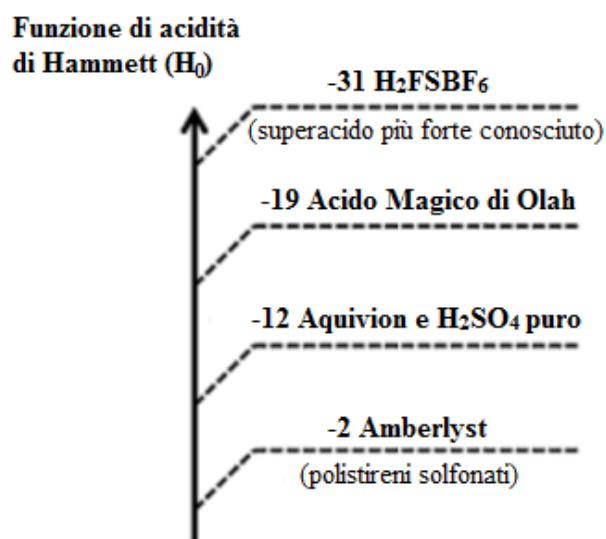 Funzione di acidità
di Hammett (H₀)
-31 H₂FSBF₆
(superacido più forte conosciuto)
-19 Acido Magico di Olah
-12 Aquivion e H₂SO₄ puro
-2 Amberlyst
(polistireni solfonati)